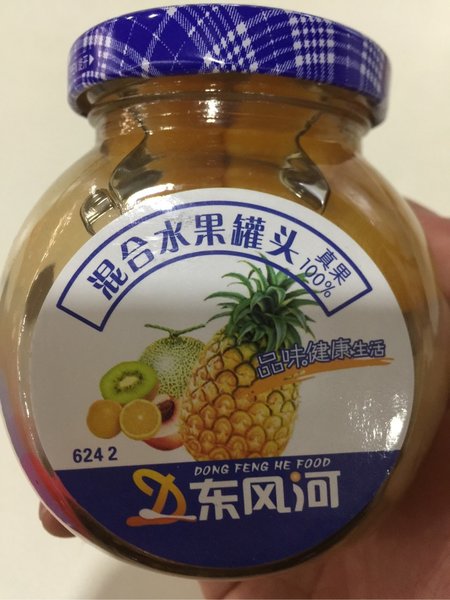 混合水果罐头
真果
100%
品味健康生活
624 2
DONG FENG HE FOOD
东风河